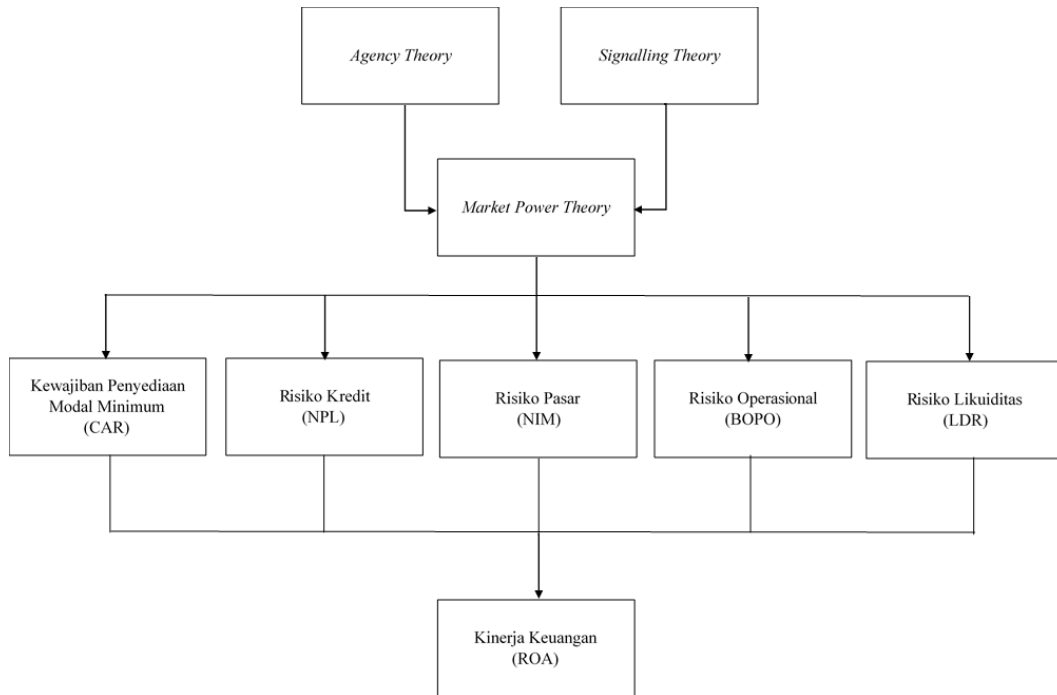 Agency Theory
Signalling Theory
Market Power Theory
Kewajiban Penyediaan
Modal Minimum
(CAR)
Risiko Kredit
(NPL)
Risiko Pasar
(NIM)
Risiko Operasional
(BOPO)
Risiko Likuiditas
(LDR)
Kinerja Keuangan
(ROA)